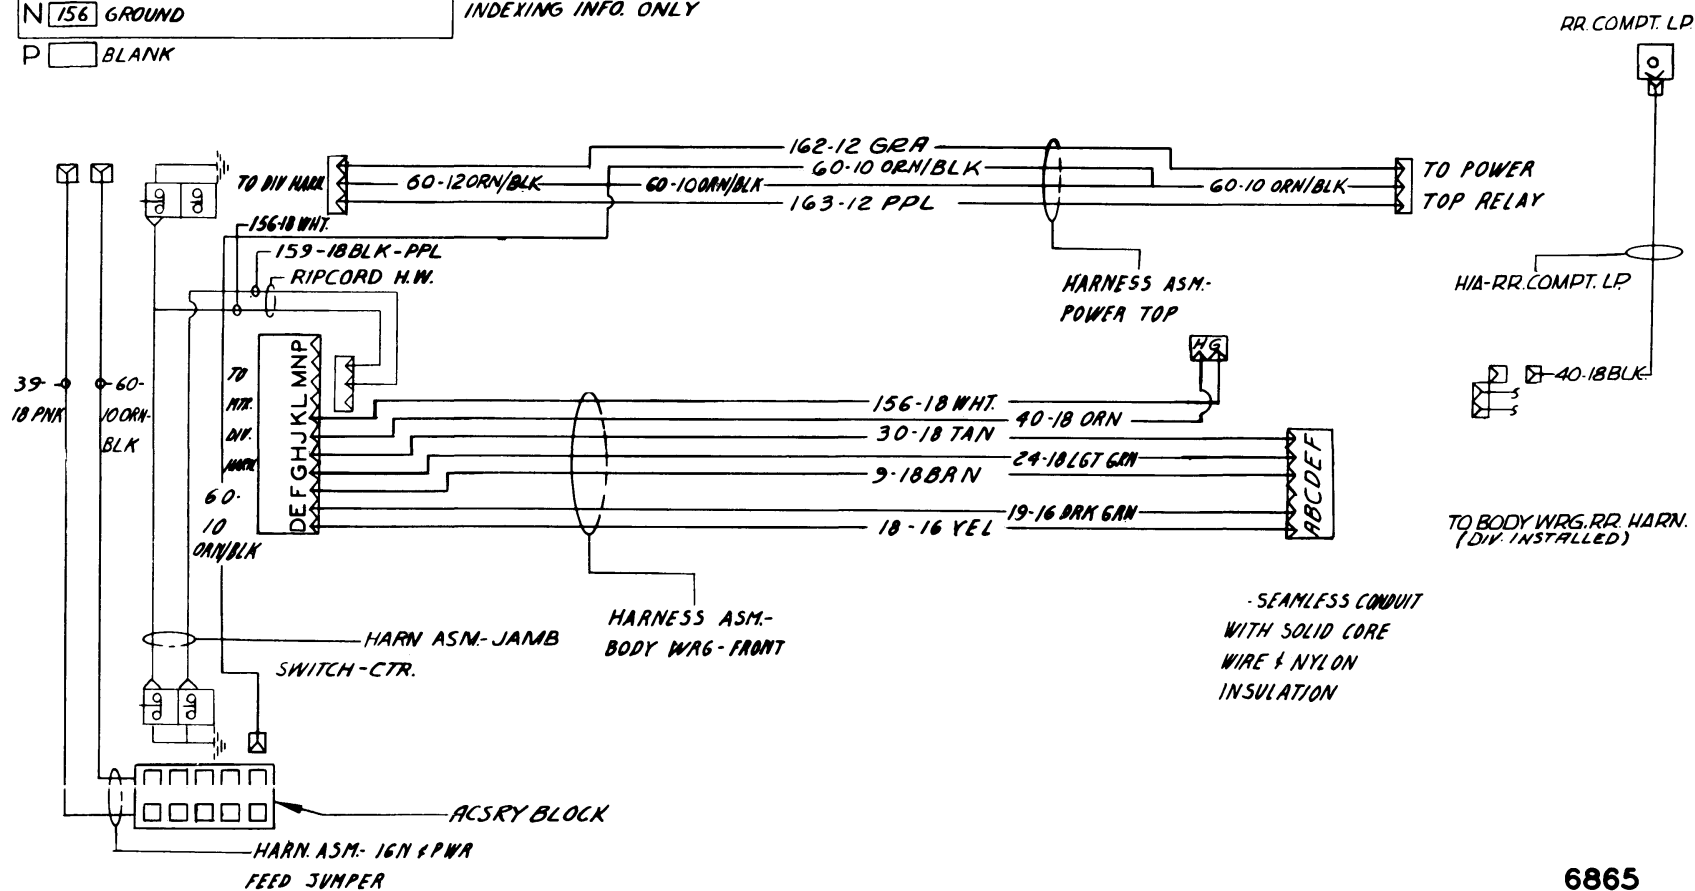 N 156 GROUND
INDEXING INFO. ONLY
P BLANK
RR. COMPT. LP.
162-12 GRA
60-10 ORN/BLK
TO DIV HARN.
60-12 ORN/BLK
60-10 ORN/BLK
60-10 ORN/BLK
TO POWER
TOP RELAY
163-12 PPL
156-18 WHT.
159-18 BLK-PPL
RIPCORD H.W.
HARNESS ASM.-
POWER TOP
H/A-RR. COMPT. LP.
H G
40-18 BLK.
39-
18 PNK
60-
10 ORN-
BLK
TO
MTR.
DIV.
HARN.
DEFGHJKLMNP
156-18 WHT.
40-18 ORN
30-18 TAN
24-18 LGT GRN
9-18 BRN
19-16 DRK GRN
18-16 YEL
ABCDEF
60-
10
ORN/BLK
TO BODY WRG. RR. HARN.
(DIV. INSTALLED)
HARNESS ASM.-
BODY WRG-FRONT
- SEAMLESS CONDUIT
WITH SOLID CORE
WIRE & NYLON
INSULATION
HARN ASM.-JAMB
SWITCH-CTR.
ACSRY BLOCK
HARN. ASM.- IGN & PWR
FEED JUMPER
6865